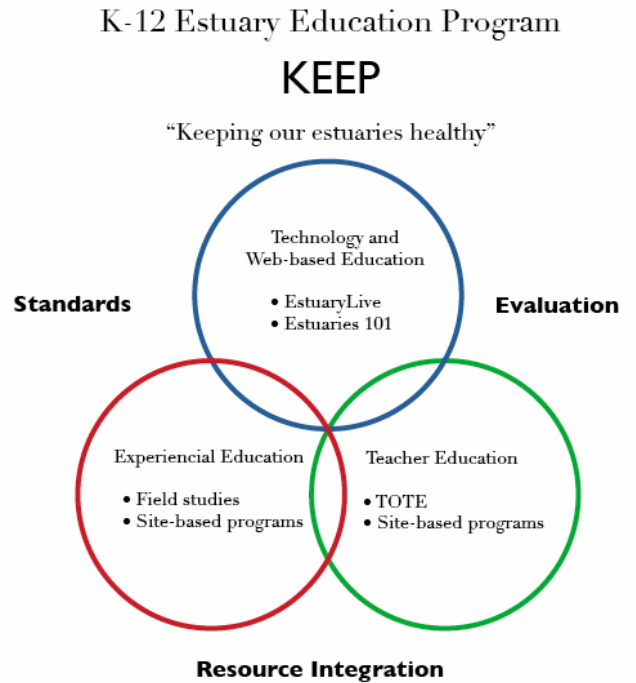 K-12 Estuary Education Program
KEEP
“Keeping our estuaries healthy”
Technology and
Web-based Education
• EstuaryLive
• Estuaries 101
Standards
Evaluation
Experiencial Education
• Field studies
• Site-based programs
Teacher Education
• TOTE
• Site-based programs
Resource Integration